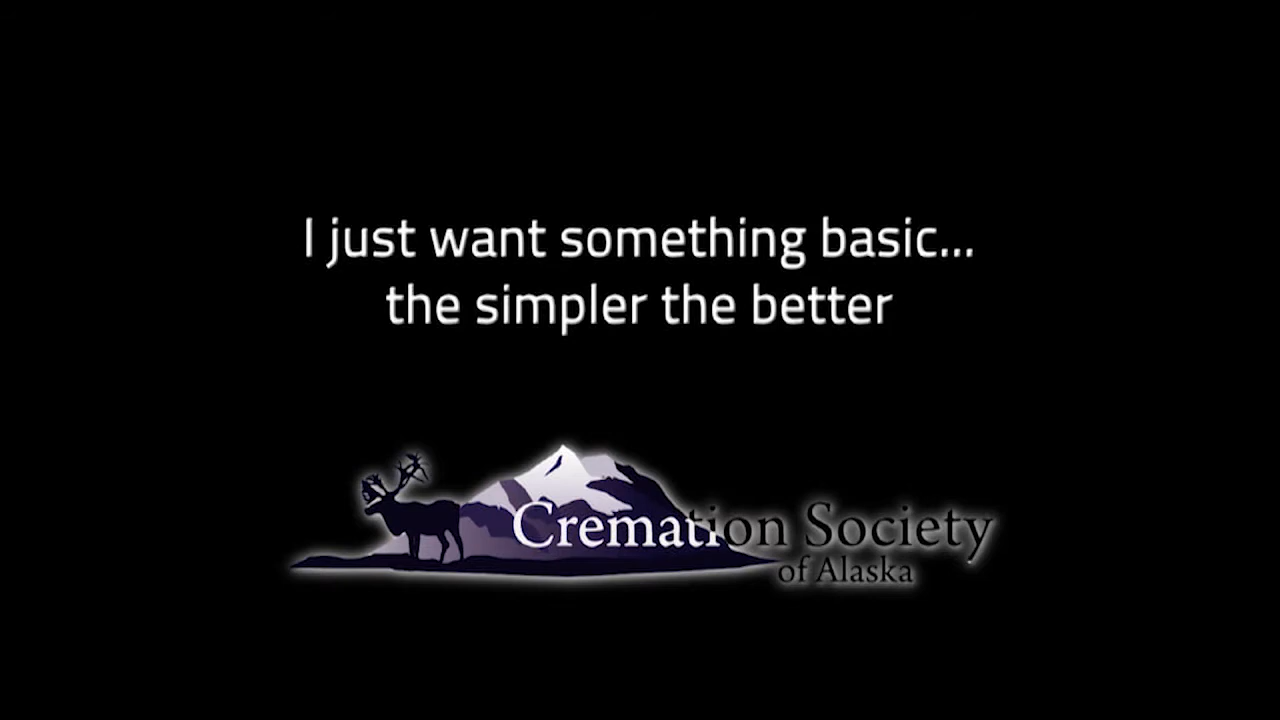 I just want something basic...
the simpler the better
Cremation Society
of Alaska